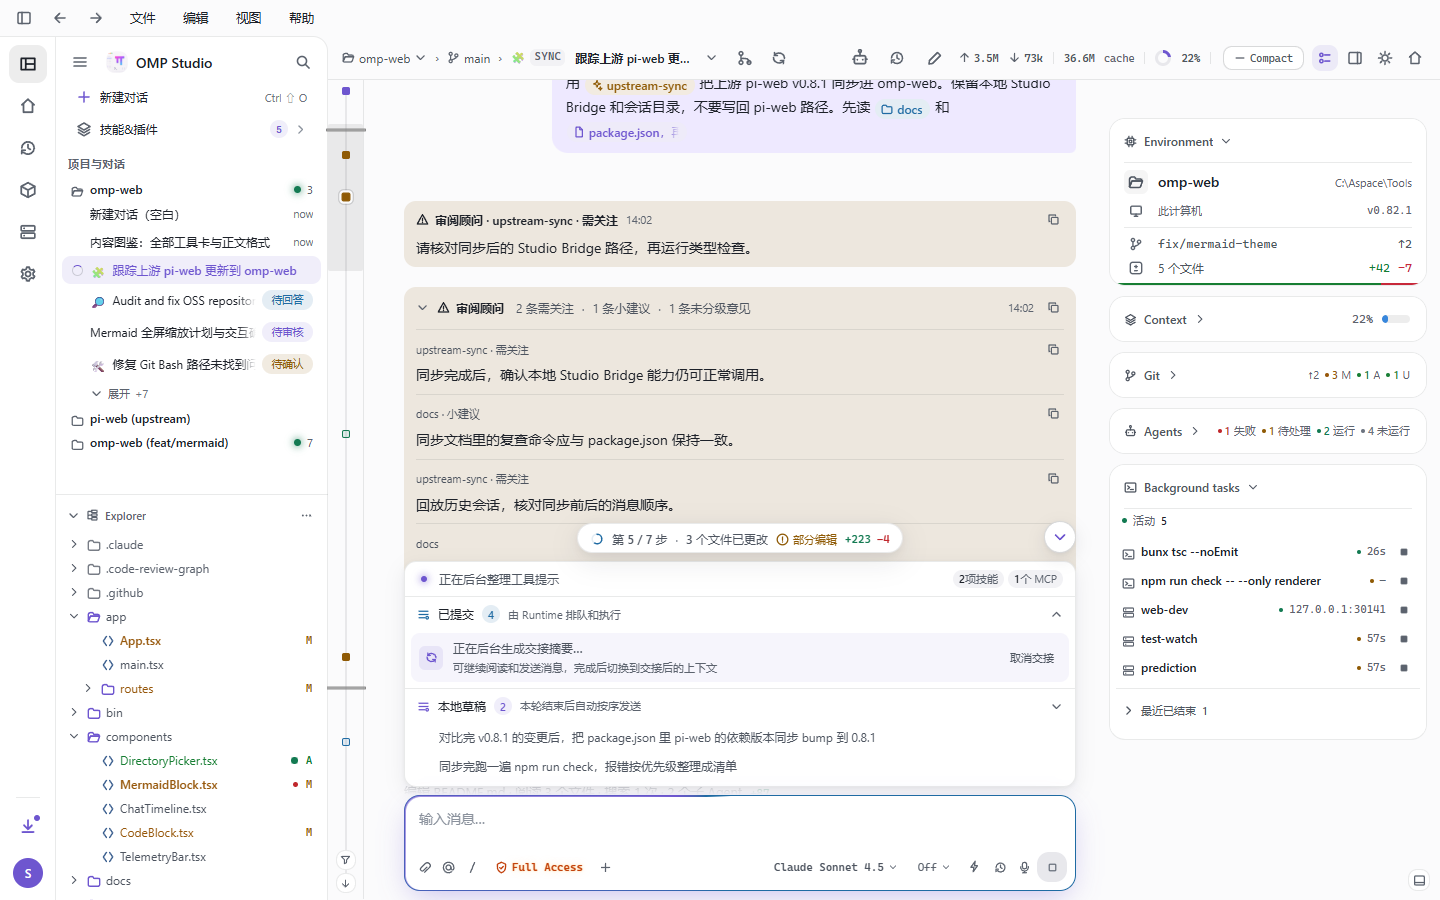 文件 编辑 视图 帮助
OMP Studio
新建对话 Ctrl ⇧ O
技能&插件 5
项目与对话
omp-web 3
新建对话（空白） now
内容图鉴：全部工具卡与正文格式 now
跟踪上游 pi-web 更新到 omp-web
Audit and fix OSS repositor 待回答
Mermaid 全屏缩放计划与交互 待审核
修复 Git Bash 路径未找到 待确认
展开 +7
pi-web (upstream)
omp-web (feat/mermaid) 7
Explorer
.claude
.code-review-graph
.github
app
App.tsx M
main.tsx
routes M
bin
components
DirectoryPicker.tsx A
MermaidBlock.tsx M
ChatTimeline.tsx
CodeBlock.tsx M
TelemetryBar.tsx
docs
S
omp-web › main › SYNC 跟踪上游 pi-web 更...
↑ 3.5M ↓ 73k 36.6M cache 22% Compact
用 upstream-sync 把上游 pi-web v0.8.1 同步进 omp-web。保留本地 Studio
Bridge 和会话目录，不要写回 pi-web 路径。先读 docs 和
package.json，
审阅顾问 · upstream-sync · 需关注 14:02
请核对同步后的 Studio Bridge 路径，再运行类型检查。
审阅顾问 2 条需关注 · 1 条小建议 · 1 条未分级意见 14:02
upstream-sync · 需关注
同步完成后，确认本地 Studio Bridge 能力仍可正常调用。
docs · 小建议
同步文档里的复查命令应与 package.json 保持一致。
upstream-sync · 需关注
回放历史会话，核对同步前后的消息顺序。
docs
第 5 / 7 步 · 3 个文件已更改 部分编辑 +223 −4
正在后台整理工具提示 2项技能 1个 MCP
已提交 4 由 Runtime 排队和执行
正在后台生成交接摘要...
可继续阅读和发送消息，完成后切换到交接后的上下文
取消交接
本地草稿 2 本轮结束后自动按序发送
对比完 v0.8.1 的变更后，把 package.json 里 pi-web 的依赖版本同步 bump 到 0.8.1
同步完跑一遍 npm run check，报错按优先级整理成清单
输入消息...
@ / Full Access + Claude Sonnet 4.5 Off
Environment
omp-web C:\Aspace\Tools
此计算机 v0.82.1
fix/mermaid-theme ↑2
5 个文件 +42 −7
Context 22%
Git ↑2 3 M 1 A 1 U
Agents 1 失败 1 待处理 2 运行 4 未运行
Background tasks
活动 5
bunx tsc --noEmit 26s
npm run check -- --only renderer –
web-dev 127.0.0.1:30141
test-watch 57s
prediction 57s
最近已结束 1